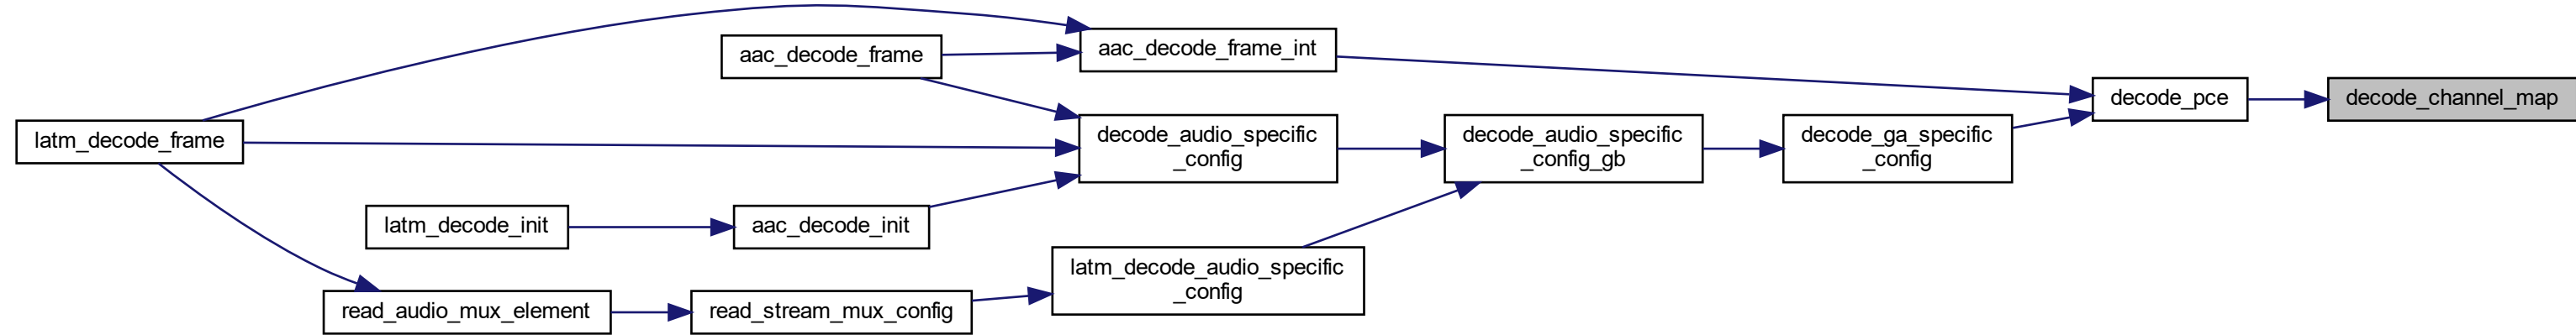 aac_decode_frame_int
aac_decode_frame
decode_pce
decode_channel_map
latm_decode_frame
decode_audio_specific
_config
decode_audio_specific
_config_gb
decode_ga_specific
_config
latm_decode_init
aac_decode_init
latm_decode_audio_specific
_config
read_audio_mux_element
read_stream_mux_config